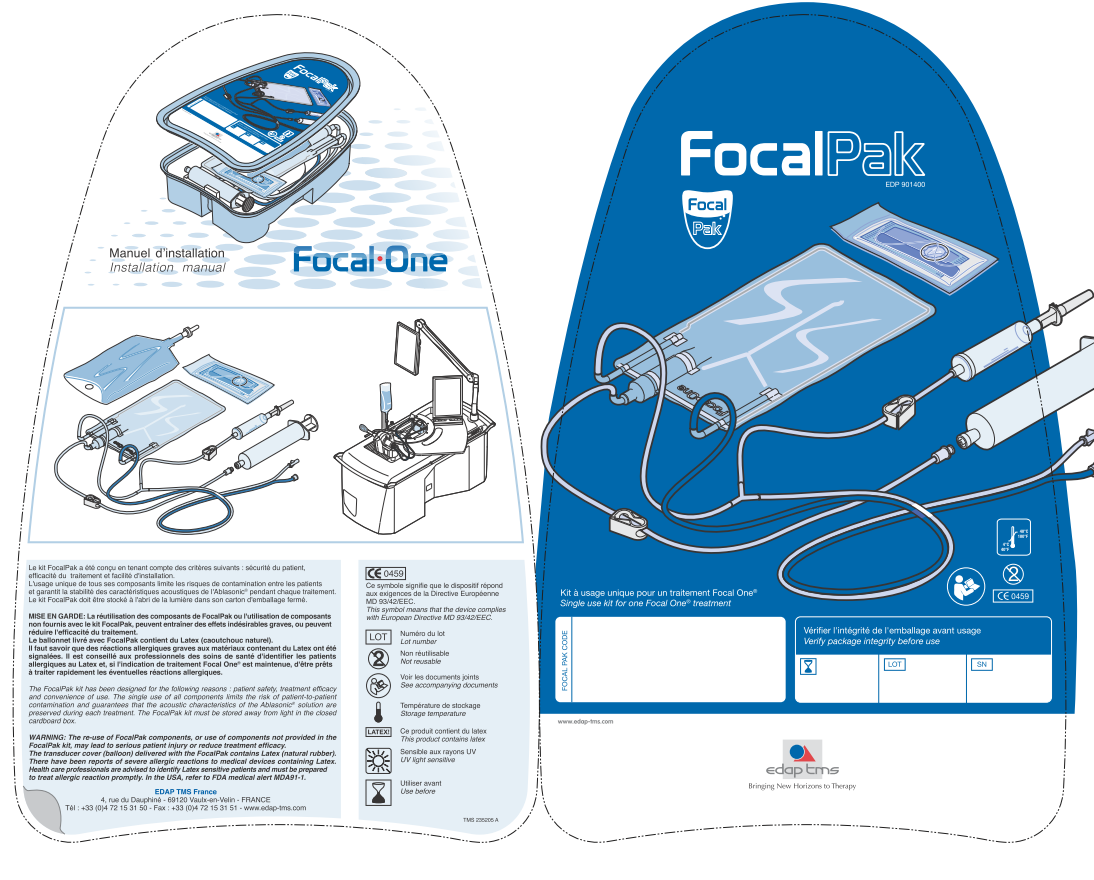 FocalPak
Manuel d'installation
Installation manual
Focal One
Le kit FocalPak a été conçu en tenant compte des critères suivants : sécurité du patient,
efficacité du traitement et facilité d'installation.
L'usage unique de tous ses composants limite les risques de contamination entre les patients
et garantit la stabilité des caractéristiques acoustiques de l'Ablasonic® pendant chaque traitement.
Le kit FocalPak doit être stocké à l'abri de la lumière dans son carton d'emballage fermé.
MISE EN GARDE: La réutilisation des composants de FocalPak ou l'utilisation de composants
non fournis avec le kit FocalPak, peuvent entraîner des effets indésirables graves, ou peuvent
réduire l'efficacité du traitement.
Le ballonnet livré avec FocalPak contient du Latex (caoutchouc naturel).
Il faut savoir que des réactions allergiques graves aux matériaux contenant du Latex ont été
signalées. Il est conseillé aux professionnels des soins de santé d'identifier les patients
allergiques au Latex et, si l'indication de traitement Focal One® est maintenue, d'être prêts
à traiter rapidement les éventuelles réactions allergiques.
The FocalPak kit has been designed for the following reasons : patient safety, treatment efficacy
and convenience of use. The single use of all components limits the risk of patient-to-patient
contamination and guarantees that the acoustic characteristics of the Ablasonic® solution are
preserved during each treatment. The FocalPak kit must be stored away from light in the closed
cardboard box.
WARNING: The re-use of FocalPak components, or use of components not provided in the
FocalPak kit, may lead to serious patient injury or reduce treatment efficacy.
The transducer cover (balloon) delivered with the FocalPak contains Latex (natural rubber).
There have been reports of severe allergic reactions to medical devices containing Latex.
Health care professionals are advised to identify Latex sensitive patients and must be prepared
to treat allergic reaction promptly. In the USA, refer to FDA medical alert MDA91-1.
EDAP TMS France
4, rue du Dauphiné - 69120 Vaulx-en-Velin - FRANCE
Tél : +33 (0)4 72 15 31 50 - Fax : +33 (0)4 72 15 31 51 - www.edap-tms.com
CE 0459
Ce symbole signifie que le dispositif répond
aux exigences de la Directive Européenne
MD 93/42/EEC.
This symbol means that the device complies
with European Directive MD 93/42/EEC.
LOT
Numéro du lot
Lot number
2
Non réutilisable
Not reusable
Voir les documents joints
See accompanying documents
Température de stockage
Storage temperature
LATEX!
Ce produit contient du latex
This product contains latex
Sensible aux rayons UV
UV light sensitive
Utiliser avant
Use before
TMS 235205 A
FocalPak
EDP 901400
Focal
Pak
2
CE 0459
Kit à usage unique pour un traitement Focal One®
Single use kit for one Focal One® treatment
FOCAL PAK CODE
Vérifier l'intégrité de l'emballage avant usage
Verify package integrity before use
LOT
SN
www.edap-tms.com
edap tms
Bringing New Horizons to Therapy